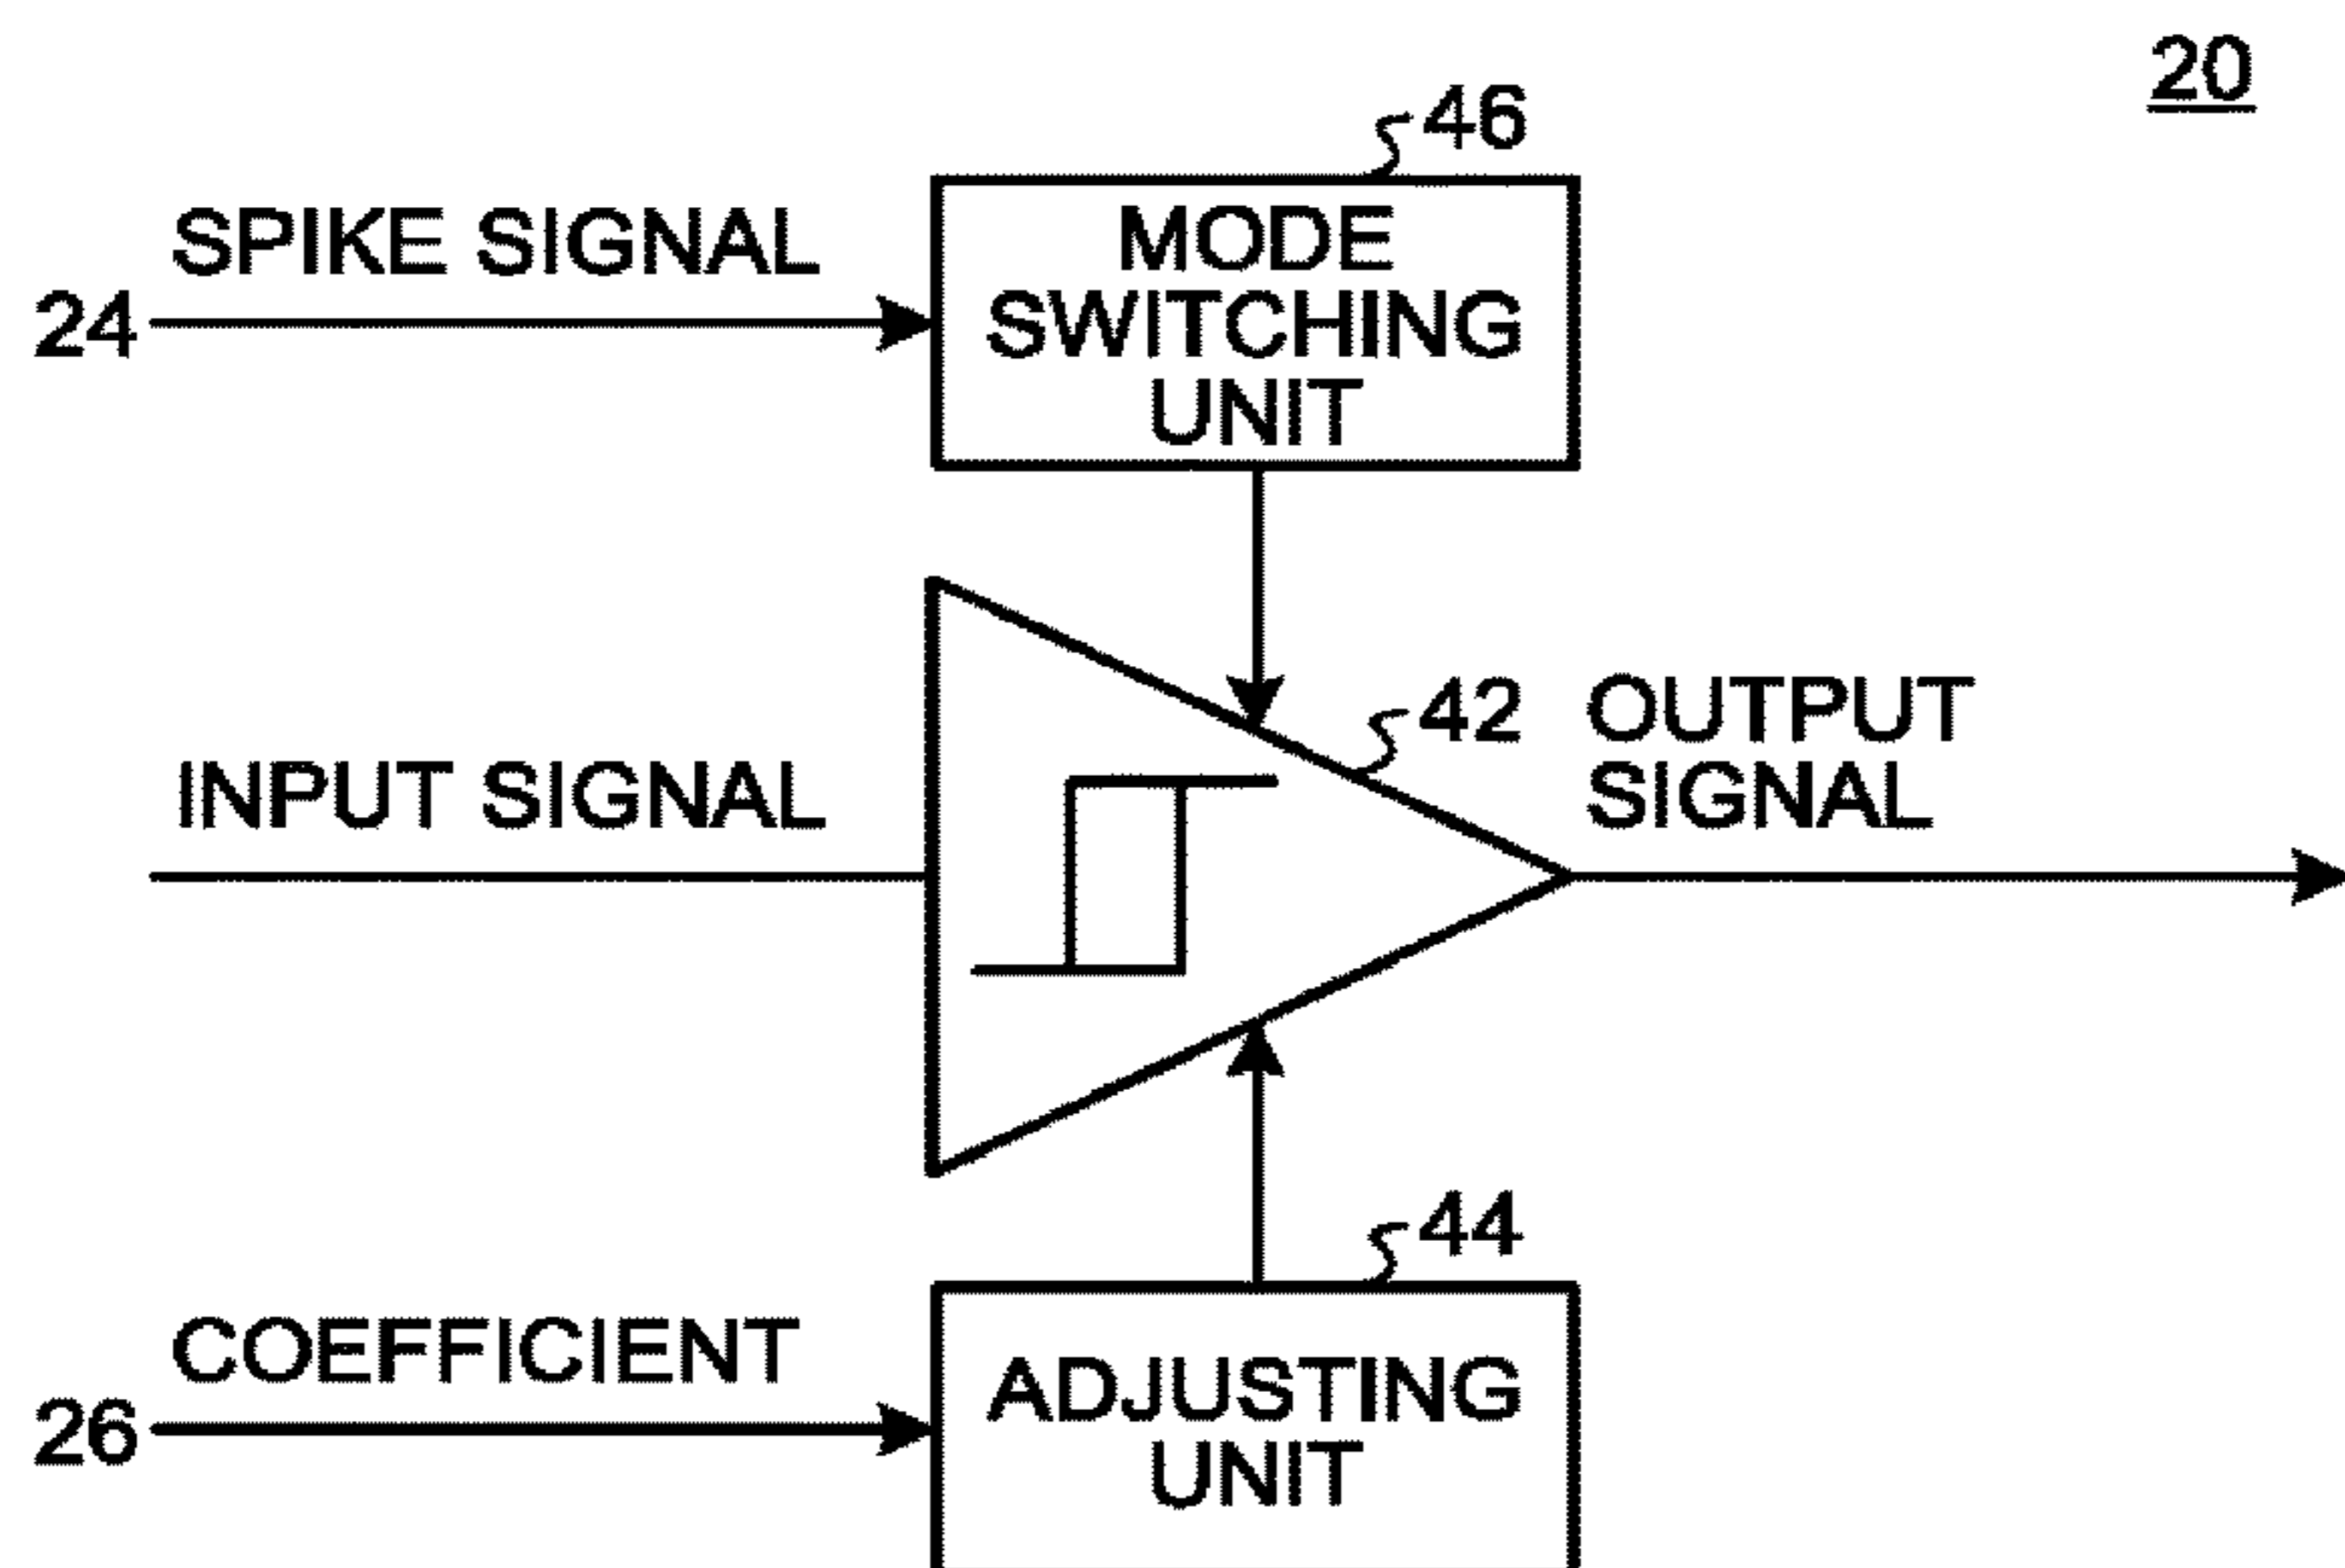 20
46
SPIKE SIGNAL
24
MODE
SWITCHING
UNIT
42
OUTPUT
SIGNAL
INPUT SIGNAL
44
COEFFICIENT
26
ADJUSTING
UNIT